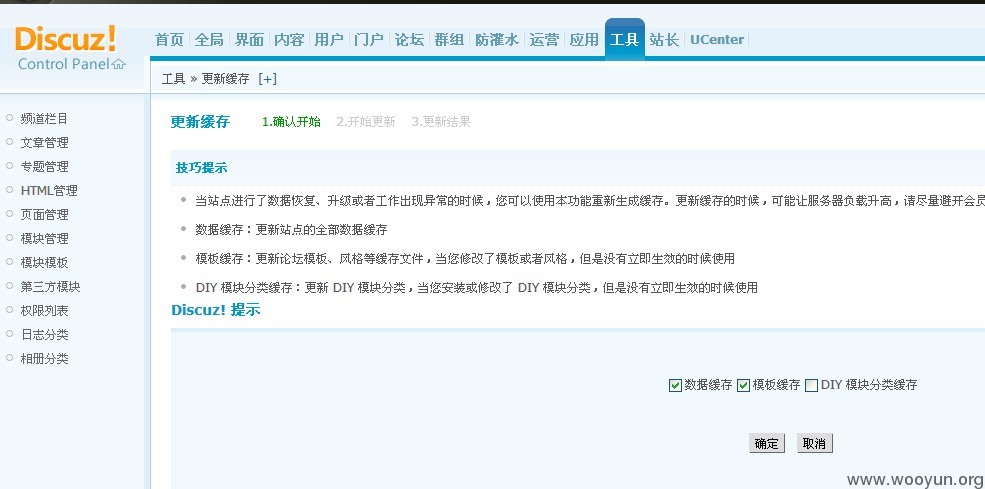 Discuz!
Control Panel
首页 全局 界面 内容 用户 门户 论坛 群组 防灌水 运营 应用 工具 站长 UCenter
工具 » 更新缓存 [+]
频道栏目
文章管理
专题管理
HTML管理
页面管理
模块管理
模块模板
第三方模块
权限列表
日志分类
相册分类
更新缓存 1.确认开始 2.开始更新 3.更新结果
技巧提示
当站点进行了数据恢复、升级或者工作出现异常的时候，您可以使用本功能重新生成缓存。更新缓存的时候，可能让服务器负载升高，请尽量避开会员
数据缓存：更新站点的全部数据缓存
模板缓存：更新论坛模板、风格等缓存文件，当您修改了模板或者风格，但是没有立即生效的时候使用
DIY 模块分类缓存：更新 DIY 模块分类，当您安装或修改了 DIY 模块分类，但是没有立即生效的时候使用
Discuz! 提示
数据缓存 模板缓存 DIY 模块分类缓存
确定 取消
www.wooyun.org